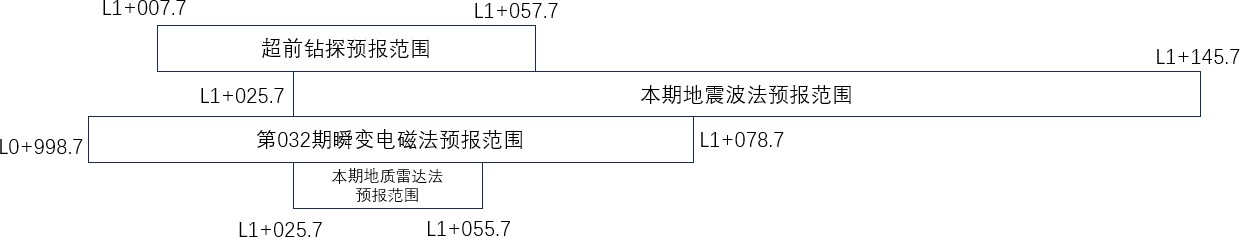 L1+007.7
L1+057.7
超前钻探预报范围
L1+145.7
L1+025.7
本期地震波法预报范围
L0+998.7
第032期瞬变电磁法预报范围
L1+078.7
本期地质雷达法
预报范围
L1+025.7
L1+055.7